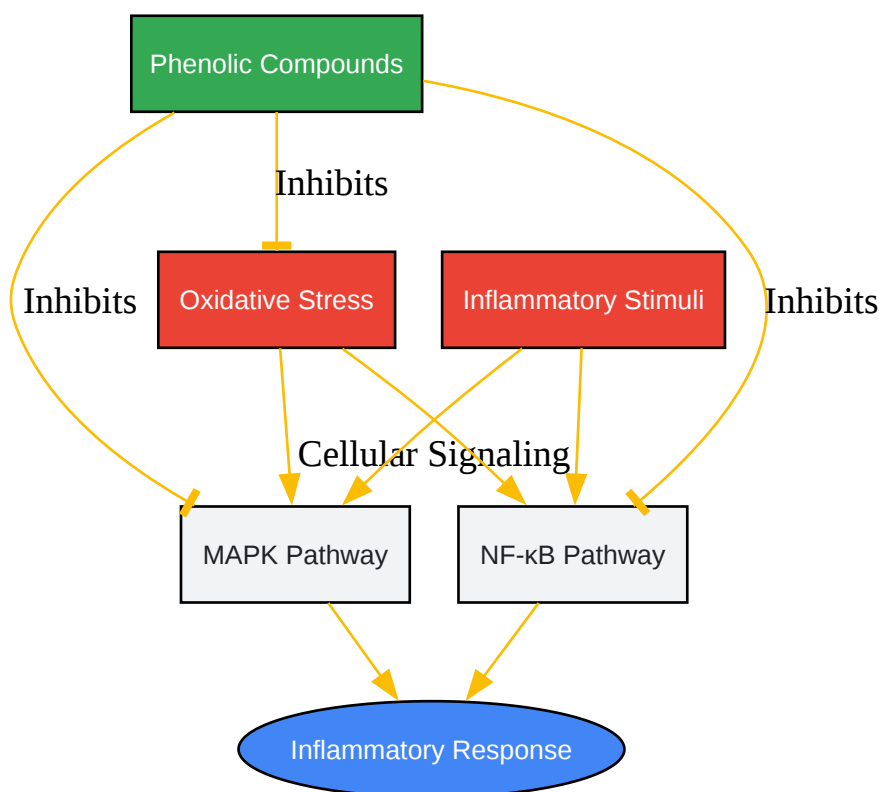 Phenolic Compounds
Inhibits
Oxidative Stress
Inflammatory Stimuli
Inhibits
Inhibits
Cellular Signaling
MAPK Pathway
NF-κB Pathway
Inflammatory Response